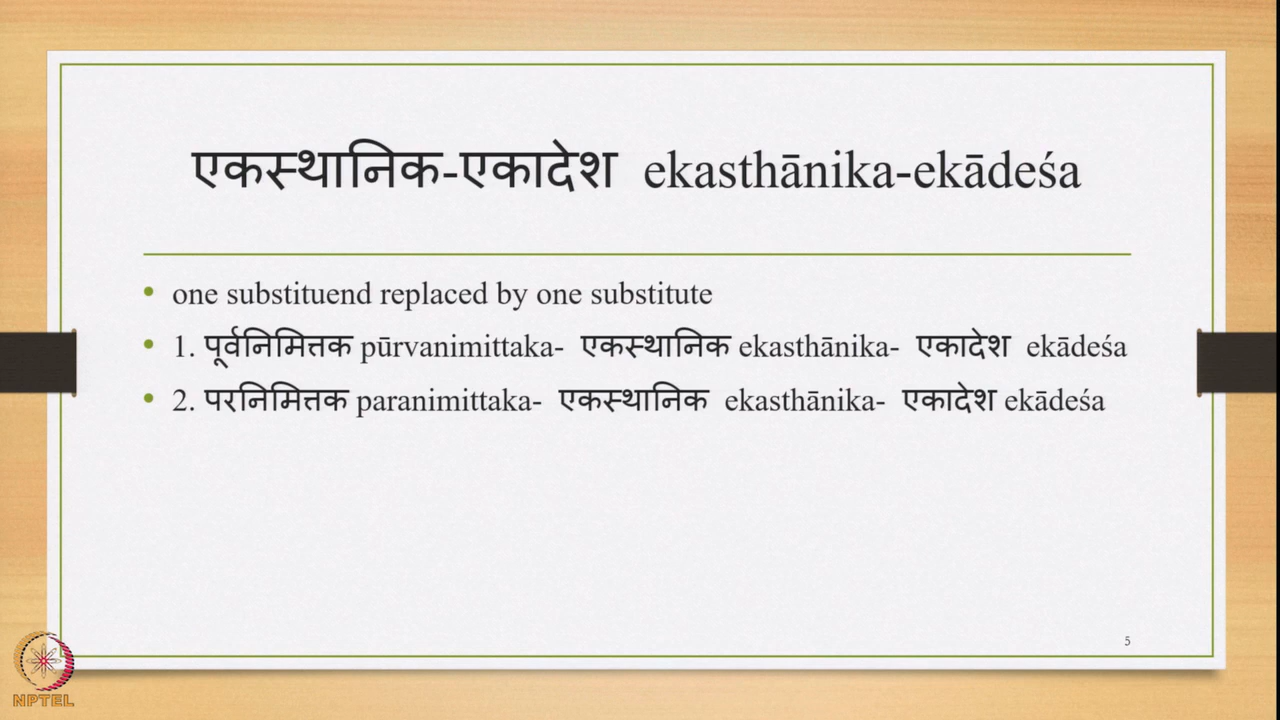 एकस्थानिक-एकादेश ekasthānika-ekādeśa
• one substituend replaced by one substitute
• 1. पूर्वनिमित्तक pūrvanimittaka- एकस्थानिक ekasthānika- एकादेश ekādeśa
• 2. परनिमित्तक paranimittaka- एकस्थानिक ekasthānika- एकादेश ekādeśa
5
NPTEL